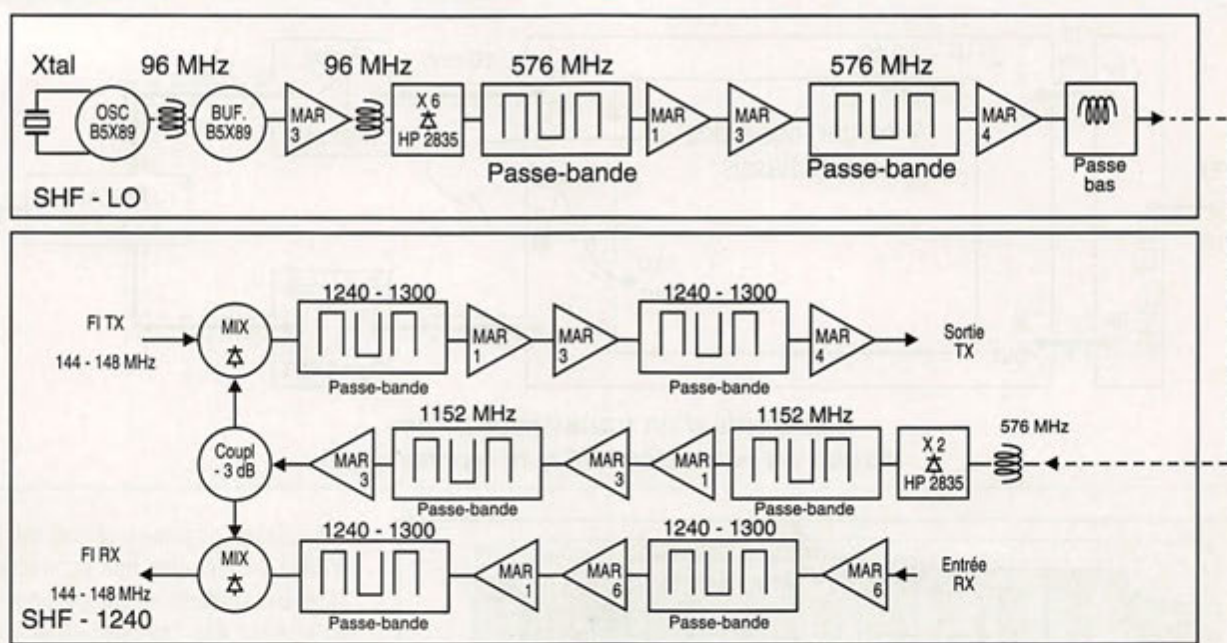 Xtal
96 MHz
96 MHz
576 MHz
576 MHz
OSC
B5X89
BUF.
B5X89
MAR
3
X 6
HP 2835
MAR
1
MAR
3
MAR
4
Passe-bande
Passe-bande
Passe
bas
SHF - LO
FI TX
144 - 148 MHz
MIX
1240 - 1300
Passe-bande
MAR
1
MAR
3
1240 - 1300
Passe-bande
MAR
4
Sortie
TX
Coupl
- 3 dB
MAR
3
1152 MHz
Passe-bande
MAR
3
MAR
1
1152 MHz
Passe-bande
X 2
HP 2835
576 MHz
FI RX
144 - 148 MHz
MIX
1240 - 1300
Passe-bande
MAR
1
MAR
6
1240 - 1300
Passe-bande
MAR
6
Entrée
RX
SHF - 1240